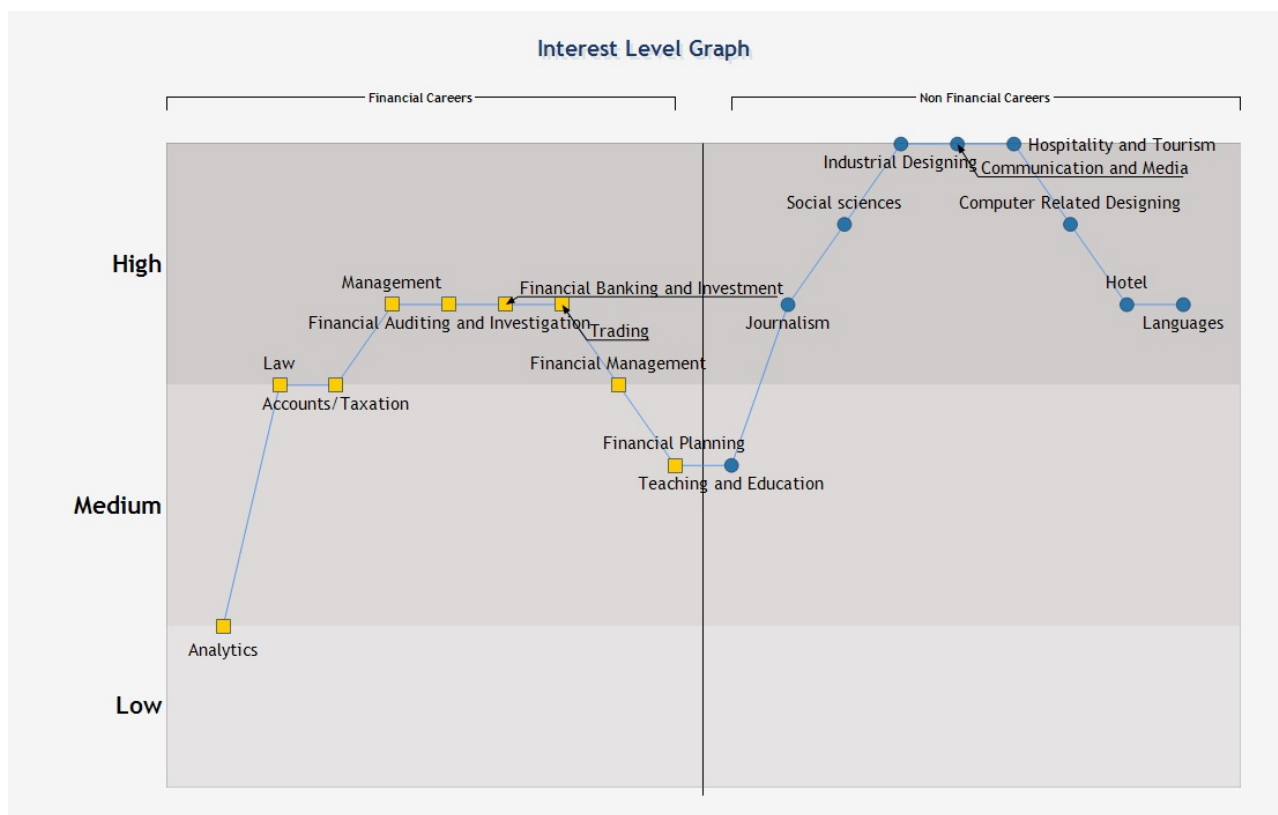 Interest Level Graph
Financial Careers
Non Financial Careers
Hospitality and Tourism
Industrial Designing
Communication and Media
Social sciences
Computer Related Designing
High
Management
Financial Banking and Investment
Hotel
Financial Auditing and Investigation
Trading
Journalism
Languages
Law
Financial Management
Accounts/Taxation
Financial Planning
Teaching and Education
Medium
Analytics
Low